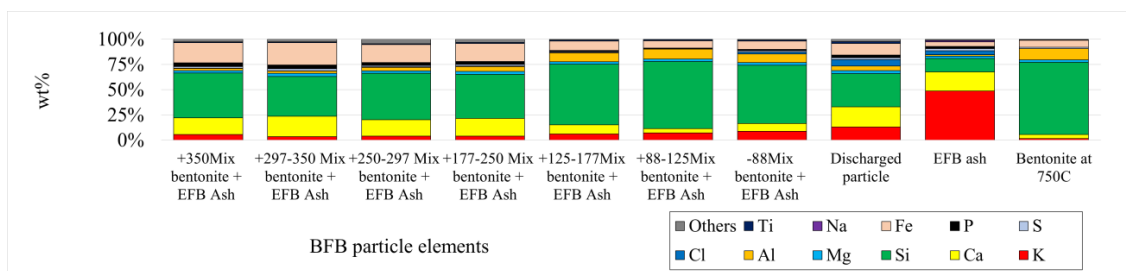 100%
75%
50%
25%
0%
wt%
+350Mix bentonite + EFB Ash
+297-350 Mix bentonite + EFB Ash
+250-297 Mix bentonite + EFB Ash
+177-250 Mix bentonite + EFB Ash
+125-177Mix bentonite + EFB Ash
+88-125Mix bentonite + EFB Ash
-88Mix bentonite + EFB Ash
Discharged particle
EFB ash
Bentonite at 750C
BFB particle elements
Others Ti Na Fe P S
Cl Al Mg Si Ca K